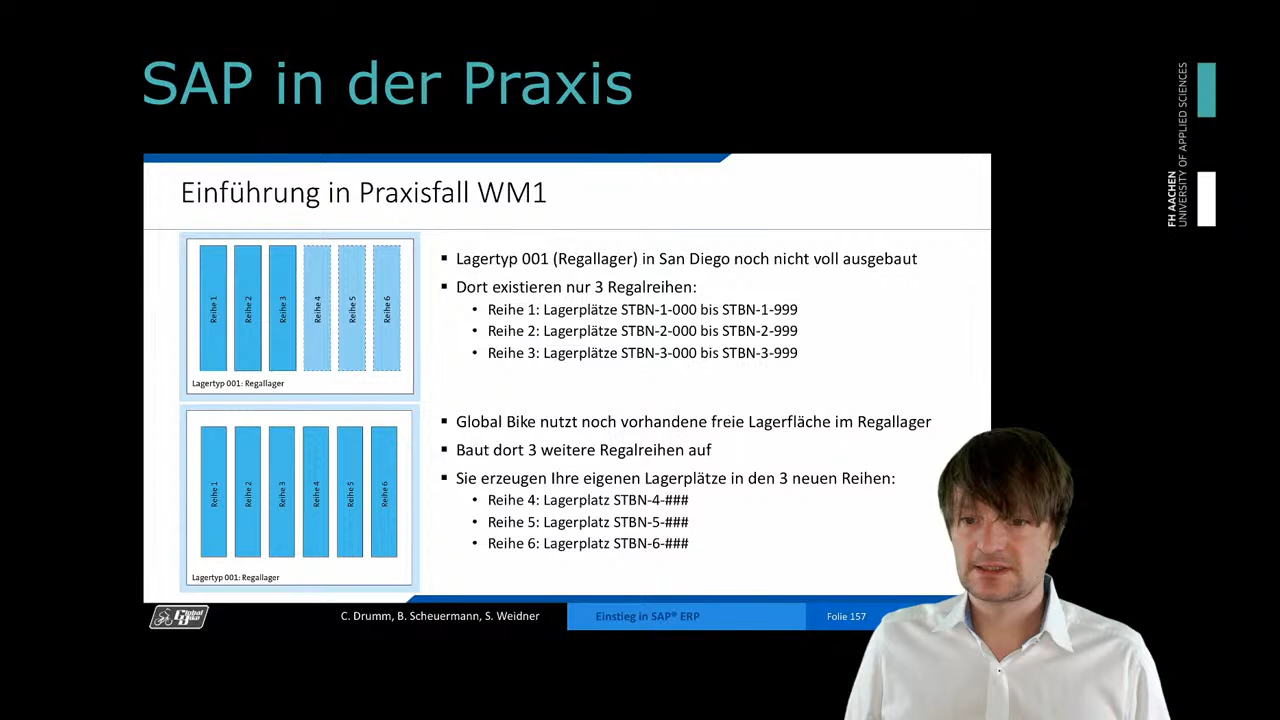 SAP in der Praxis
FH AACHEN
UNIVERSITY OF APPLIED SCIENCES
Einführung in Praxisfall WM1
Reihe 1
Reihe 2
Reihe 3
Reihe 4
Reihe 5
Reihe 6
Lagertyp 001: Regallager
▪ Lagertyp 001 (Regallager) in San Diego noch nicht voll ausgebaut
▪ Dort existieren nur 3 Regalreihen:
• Reihe 1: Lagerplätze STBN-1-000 bis STBN-1-999
• Reihe 2: Lagerplätze STBN-2-000 bis STBN-2-999
• Reihe 3: Lagerplätze STBN-3-000 bis STBN-3-999
Reihe 1
Reihe 2
Reihe 3
Reihe 4
Reihe 5
Reihe 6
Lagertyp 001: Regallager
▪ Global Bike nutzt noch vorhandene freie Lagerfläche im Regallager
▪ Baut dort 3 weitere Regalreihen auf
▪ Sie erzeugen Ihre eigenen Lagerplätze in den 3 neuen Reihen:
• Reihe 4: Lagerplatz STBN-4-###
• Reihe 5: Lagerplatz STBN-5-###
• Reihe 6: Lagerplatz STBN-6-###
Global Bike
C. Drumm, B. Scheuermann, S. Weidner
Einstieg in SAP® ERP
Folie 157